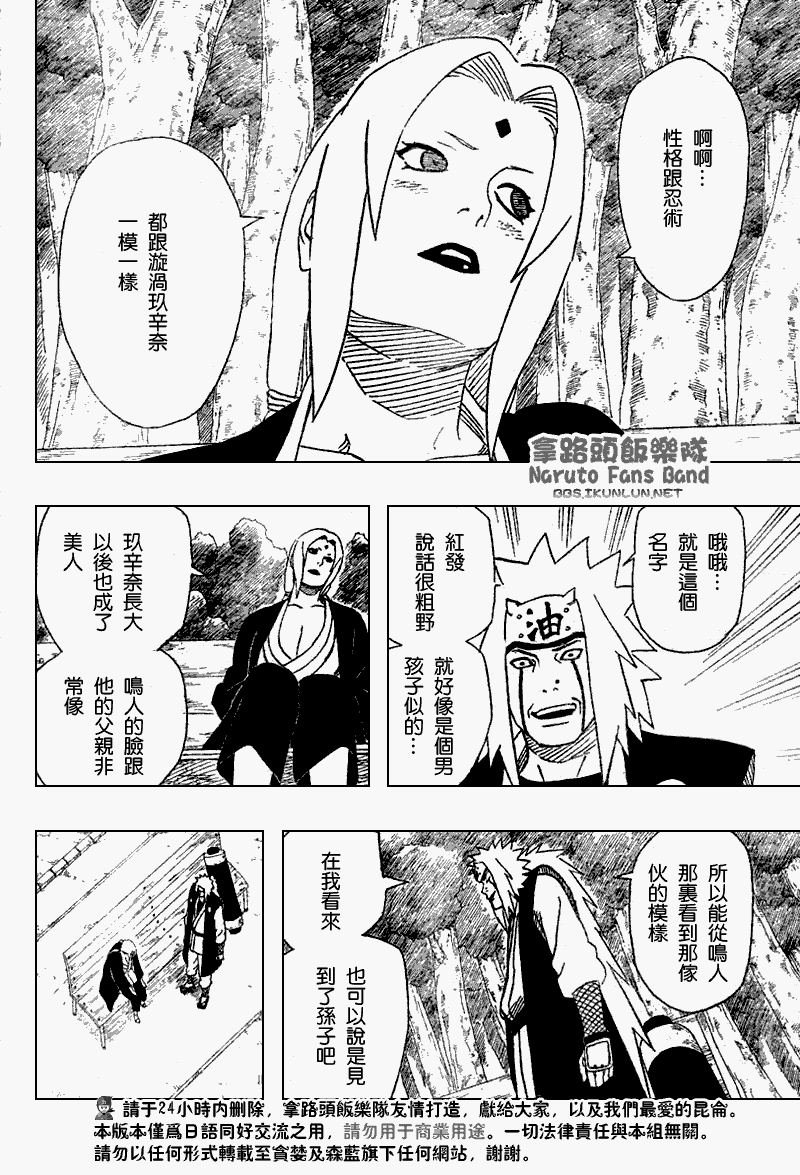 啊啊…
性格跟忍術
都跟漩渦玖辛奈
一模一樣
拿路頭飯樂隊
Naruto Fans Band
BBS.IKUNLUN.NET
哦哦…
就是這個
名字
油
紅發
說話很粗野
就好像是個男
孩子似的…
玖辛奈長大
以後也成了
美人
鳴人的臉跟
他的父親非
常像
所以能從鳴人
那裏看到那傢
伙的模樣
在我看來
也可以說是見
到了孫子吧
請于24小時内删除，拿路頭飯樂隊友情打造，獻給大家，以及我們最愛的昆侖。
本版本僅爲日語同好交流之用，請勿用于商業用途。一切法律責任與本組無關。
請勿以任何形式轉載至貪婪及森藍旗下任何網站，謝謝。